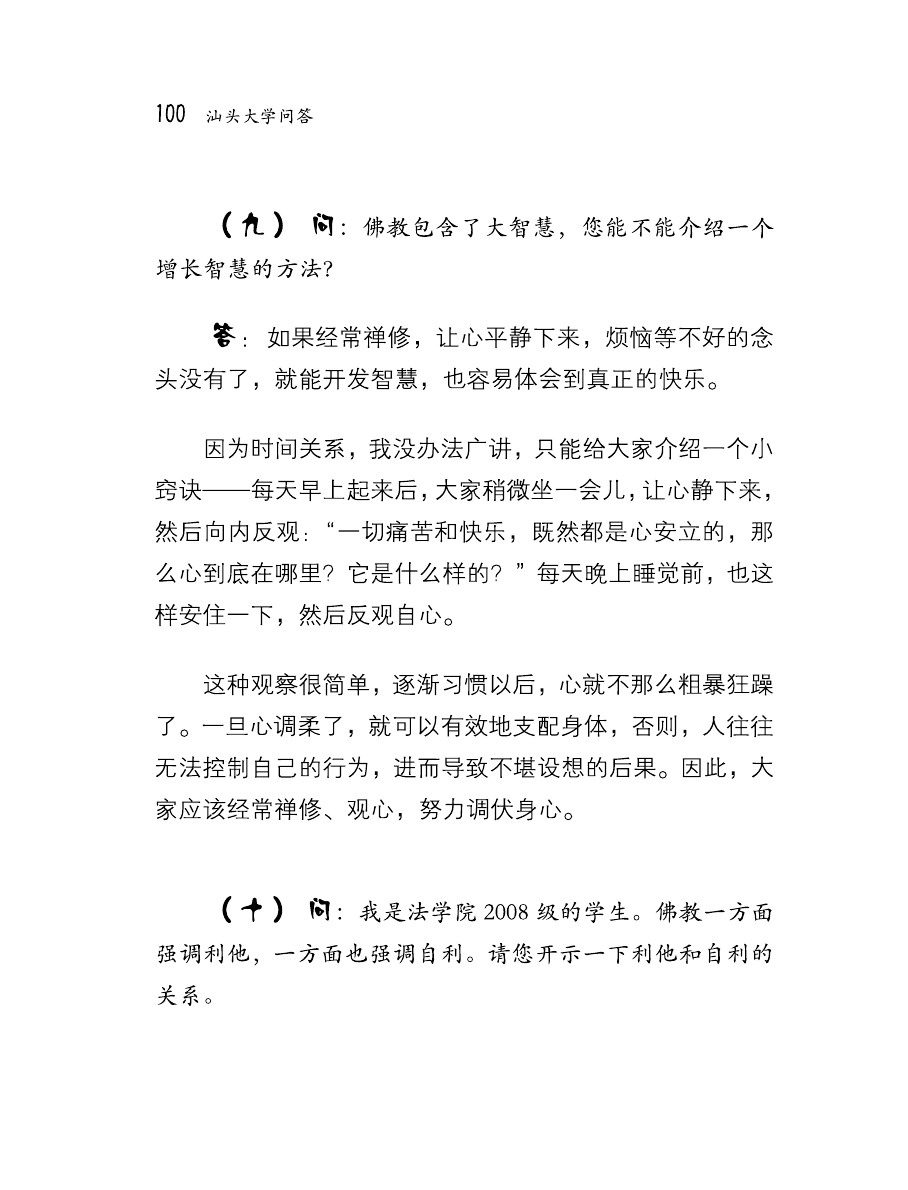 100 汕头大学问答
（九） 问：佛教包含了大智慧，您能不能介绍一个
增长智慧的方法？
答：如果经常禅修，让心平静下来，烦恼等不好的念
头没有了，就能开发智慧，也容易体会到真正的快乐。
因为时间关系，我没办法广讲，只能给大家介绍一个小
窍诀——每天早上起来后，大家稍微坐一会儿，让心静下来，
然后向内反观：“一切痛苦和快乐，既然都是心安立的，那
么心到底在哪里？它是什么样的？”每天晚上睡觉前，也这
样安住一下，然后反观自心。
这种观察很简单，逐渐习惯以后，心就不那么粗暴狂躁
了。一旦心调柔了，就可以有效地支配身体，否则，人往往
无法控制自己的行为，进而导致不堪设想的后果。因此，大
家应该经常禅修、观心，努力调伏身心。
（十） 问：我是法学院 2008 级的学生。佛教一方面
强调利他，一方面也强调自利。请您开示一下利他和自利的
关系。